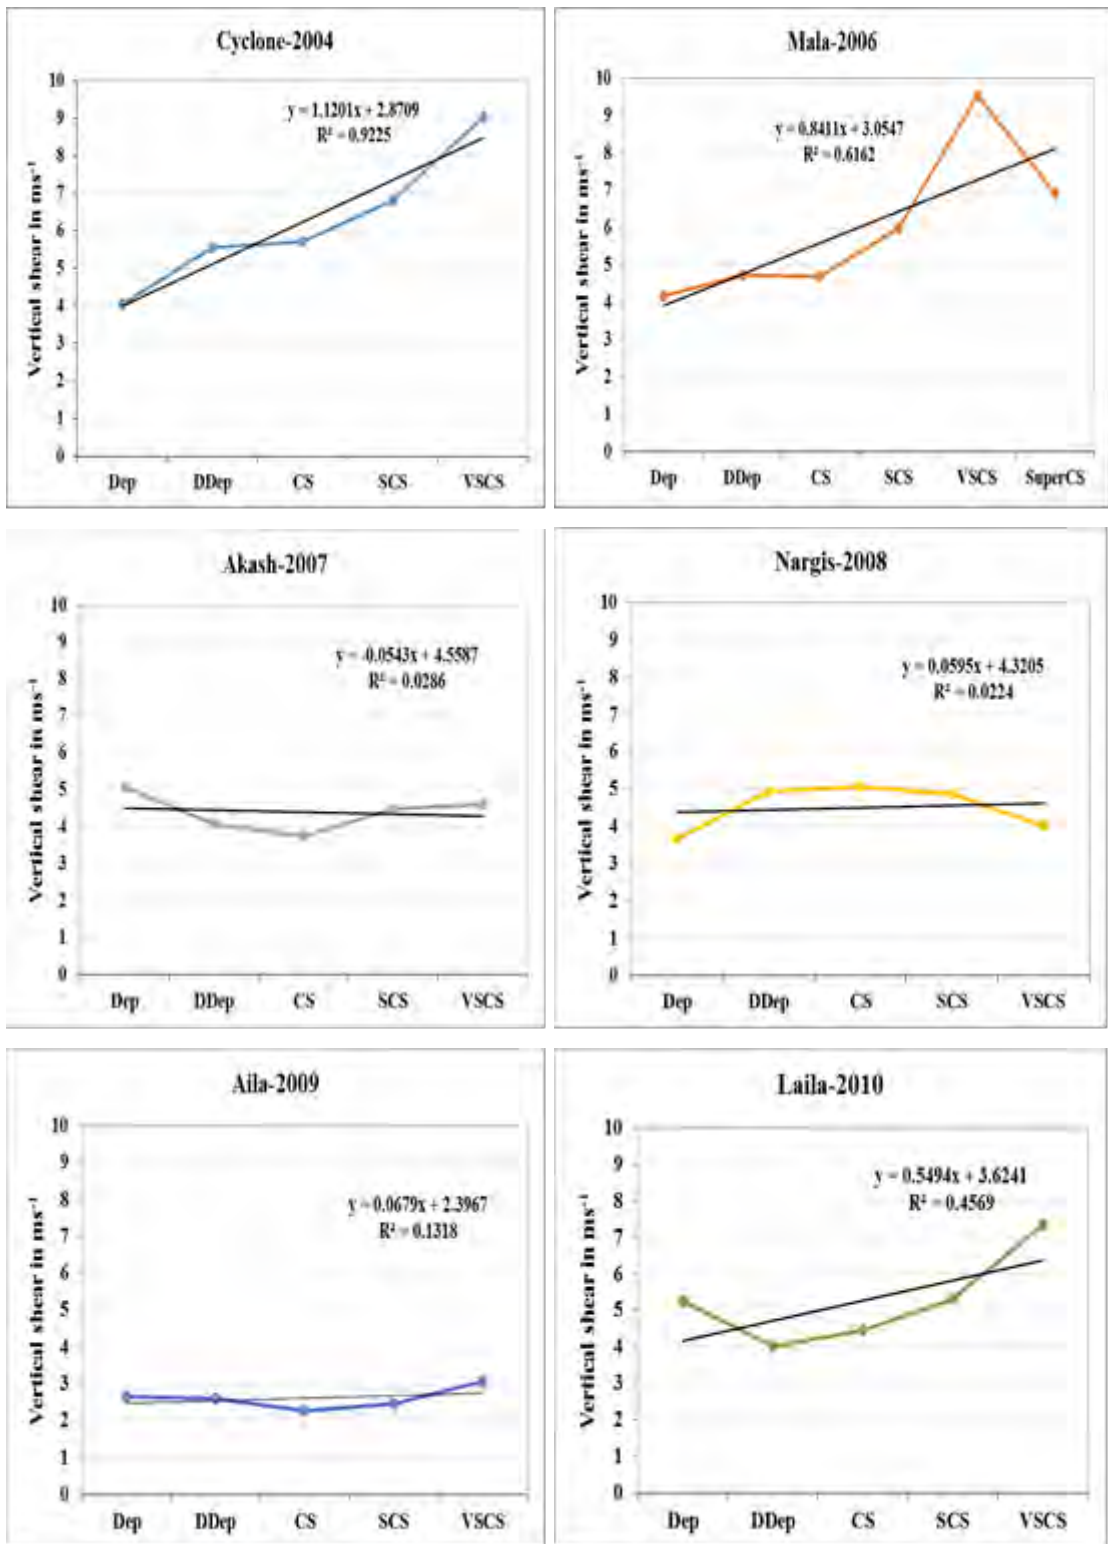 Cyclone-2004
Vertical shear in ms⁻¹
10
9
8
7
6
5
4
3
2
1
0
y = 1.1201x + 2.8709
R² = 0.9225
Dep DDep CS SCS VSCS
Mala-2006
Vertical shear in ms⁻¹
10
9
8
7
6
5
4
3
2
1
0
y = 0.8411x + 3.0547
R² = 0.6162
Dep DDep CS SCS VSCS SuperCS
Akash-2007
Vertical shear in ms⁻¹
10
9
8
7
6
5
4
3
2
1
0
y = -0.0543x + 4.5587
R² = 0.0286
Dep DDep CS SCS VSCS
Nargis-2008
Vertical shear in ms⁻¹
10
9
8
7
6
5
4
3
2
1
0
y = 0.0595x + 4.3205
R² = 0.0224
Dep DDep CS SCS VSCS
Aila-2009
Vertical shear in ms⁻¹
10
9
8
7
6
5
4
3
2
1
0
y = 0.0679x + 2.3967
R² = 0.1318
Dep DDep CS SCS VSCS
Laila-2010
Vertical shear in ms⁻¹
10
9
8
7
6
5
4
3
2
1
0
y = 0.5494x + 3.6241
R² = 0.4569
Dep DDep CS SCS VSCS